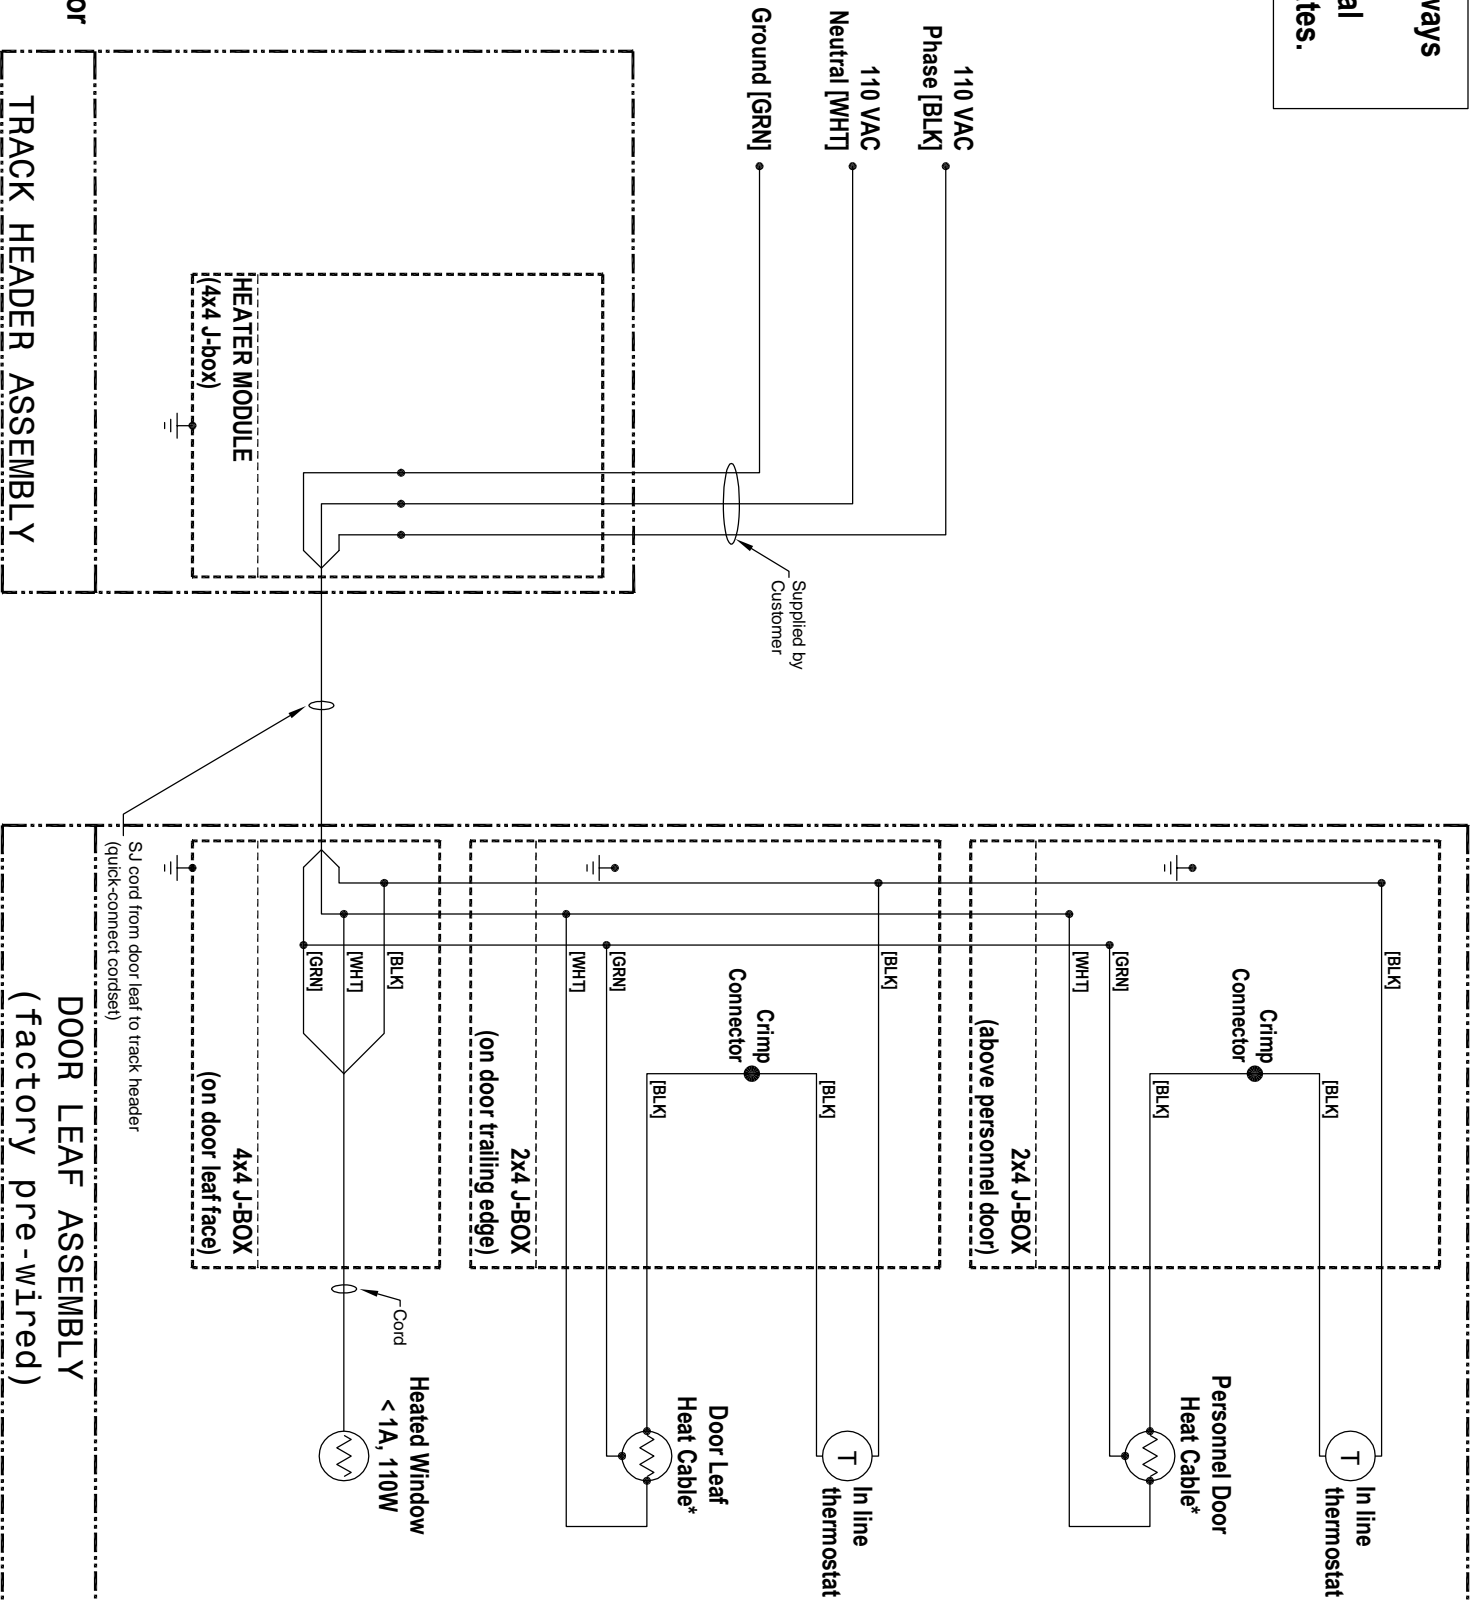 ways
al
tes.
[BLK]
In line
thermostat
T
[BLK]
Crimp
Connector
[BLK]
Personnel Door
Heat Cable*
[GRN]
[WHT]
2x4 J-BOX
(above personnel door)
110 VAC
Phase [BLK]
110 VAC
Neutral [WHT]
Ground [GRN]
Supplied by
Customer
[BLK]
In line
thermostat
T
[BLK]
Crimp
Connector
[BLK]
Door Leaf
Heat Cable*
[GRN]
[WHT]
2x4 J-BOX
(on door trailing edge)
[BLK]
[WHT]
[GRN]
Cord
Heated Window
< 1A, 110W
HEATER MODULE
(4x4 J-box)
4x4 J-BOX
(on door leaf face)
SJ cord from door leaf to track header
(quick-connect cordset)
or
TRACK HEADER ASSEMBLY
DOOR LEAF ASSEMBLY
(factory pre-wired)